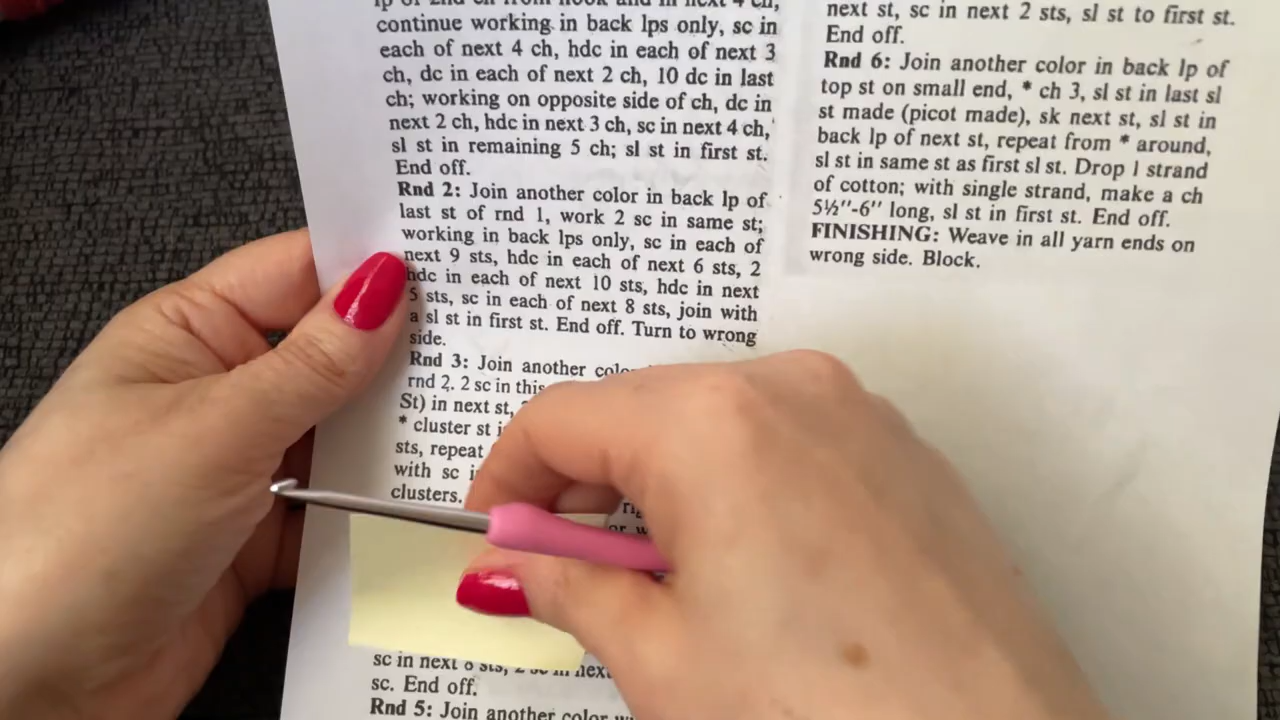 lp of 2nd ch from hook and in next 4 ch,
continue working in back lps only, sc in
each of next 4 ch, hdc in each of next 3
ch, dc in each of next 2 ch, 10 dc in last
ch; working on opposite side of ch, dc in
next 2 ch, hdc in next 3 ch, sc in next 4 ch,
sl st in remaining 5 ch; sl st in first st.
End off.
Rnd 2: Join another color in back lp of
last st of rnd 1, work 2 sc in same st;
working in back lps only, sc in each of
next 9 sts, hdc in each of next 6 sts, 2
hdc in each of next 10 sts, hdc in next
5 sts, sc in each of next 8 sts, join with
a sl st in first st. End off. Turn to wrong
side.
Rnd 3: Join another
rnd 2. 2 sc in this
St) in next st,
* cluster st
sts, repeat
with sc
clusters.
sc in next 8 sts, 2 sc in next
sc. End off.
Rnd 5: Join another color
next st, sc in next 2 sts, sl st to first st.
End off.
Rnd 6: Join another color in back lp of
top st on small end, * ch 3, sl st in last sl
st made (picot made), sk next st, sl st in
back lp of next st, repeat from * around,
sl st in same st as first sl st. Drop 1 strand
of cotton; with single strand, make a ch
5½"-6" long, sl st in first st. End off.
FINISHING: Weave in all yarn ends on
wrong side. Block.